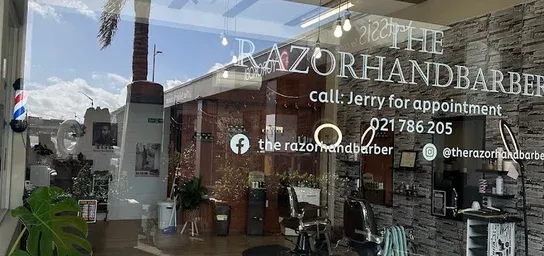 THE
RAZORHANDBARBER
call: Jerry for appointment
021 786 205
the razorhandbarber
@therazorhandbarber